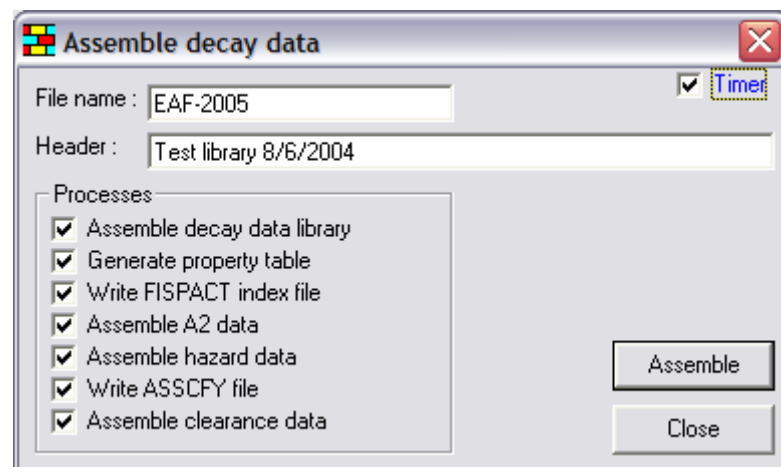 Assemble decay data
File name : EAF-2005
Timer
Header : Test library 8/6/2004
Processes
Assemble decay data library
Generate property table
Write FISPACT index file
Assemble A2 data
Assemble hazard data
Write ASSCFY file
Assemble clearance data
Assemble
Close